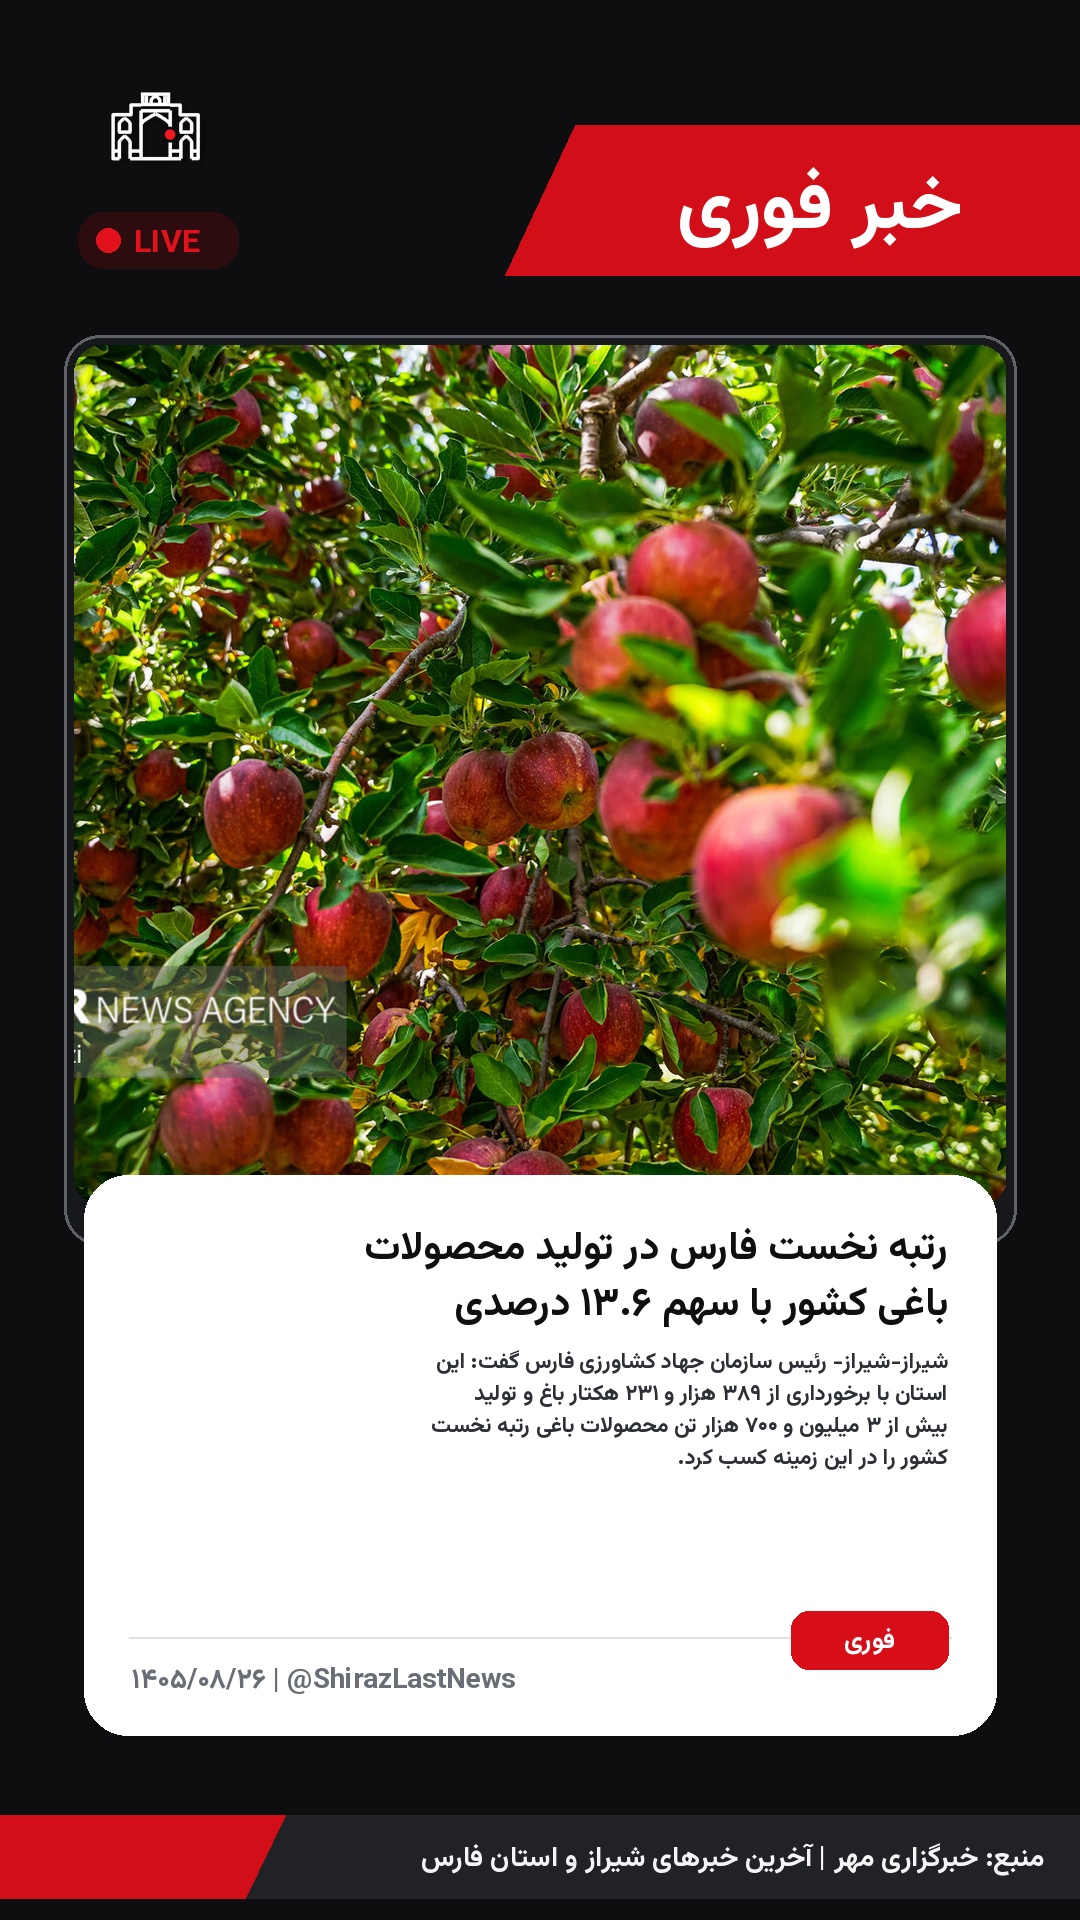 LIVE
خبر فوری
R NEWS AGENCY
zi
رتبه نخست فارس در تولید محصولات
باغی کشور با سهم ۱۳.۶ درصدی
شیراز-شیراز- رئیس سازمان جهاد کشاورزی فارس گفت: این
استان با برخورداری از ۳۸۹ هزار و ۲۳۱ هکتار باغ و تولید
بیش از ۳ میلیون و ۷۰۰ هزار تن محصولات باغی رتبه نخست
کشور را در این زمینه کسب کرد.
فوری
۱۴۰۵/۰۸/۲۶ | @ShirazLastNews
منبع: خبرگزاری مهر | آخرین خبرهای شیراز و استان فارس